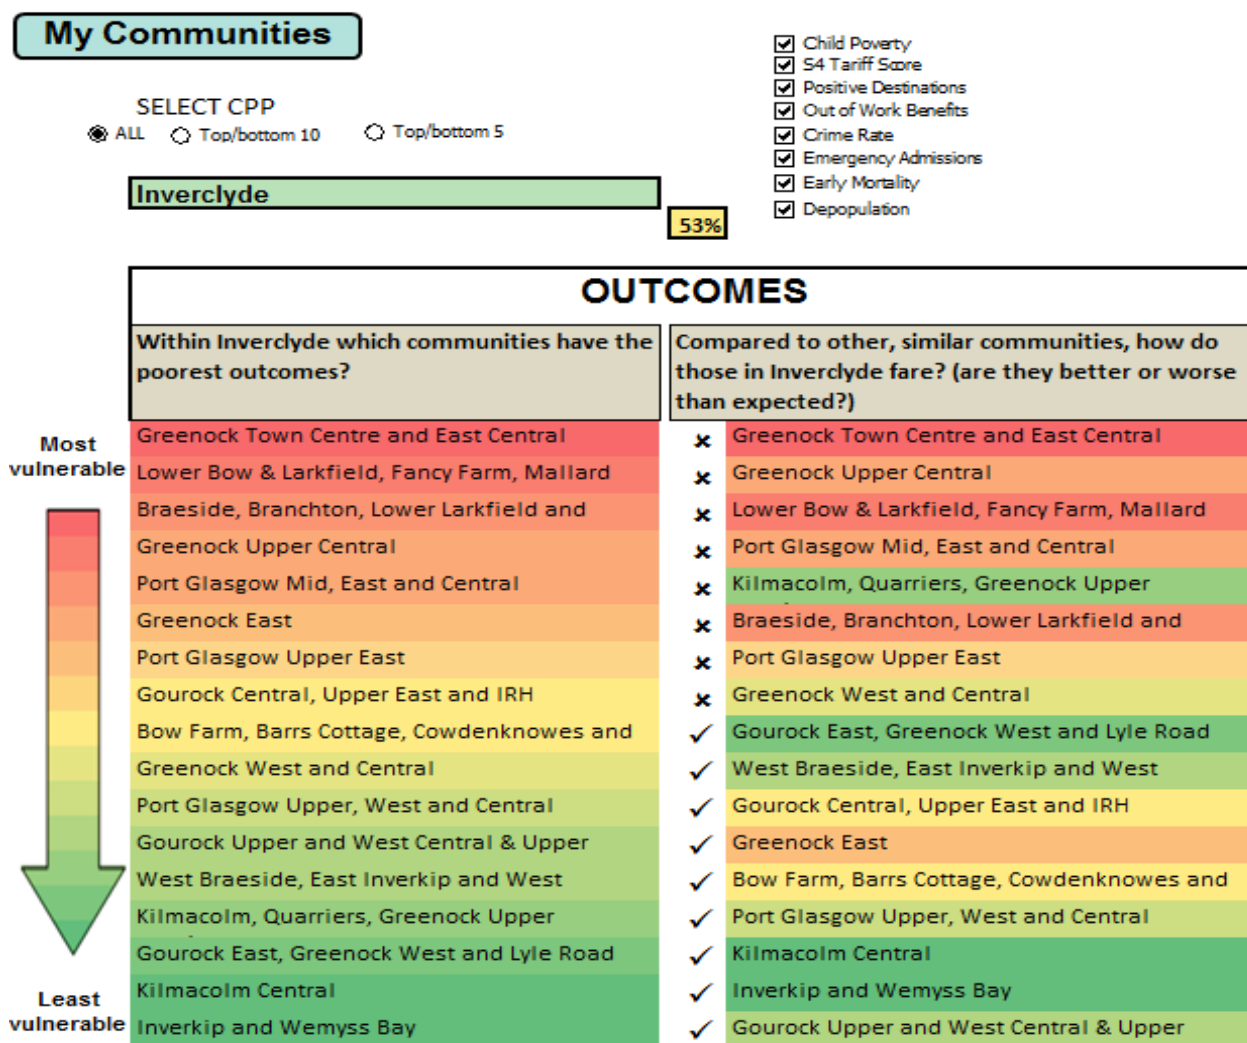 My Communities
Child Poverty
S4 Tariff Score
Positive Destinations
Out of Work Benefits
Crime Rate
Emergency Admissions
Early Mortality
Depopulation
SELECT CPP
ALL
Top/bottom 10
Top/bottom 5
Inverclyde
53%
OUTCOMES
Within Inverclyde which communities have the
poorest outcomes?
Compared to other, similar communities, how do
those in Inverclyde fare? (are they better or worse
than expected?)
Most
vulnerable
Greenock Town Centre and East Central
Lower Bow & Larkfield, Fancy Farm, Mallard
Braeside, Branchton, Lower Larkfield and
Greenock Upper Central
Port Glasgow Mid, East and Central
Greenock East
Port Glasgow Upper East
Gourock Central, Upper East and IRH
Bow Farm, Barrs Cottage, Cowdenknowes and
Greenock West and Central
Port Glasgow Upper, West and Central
Gourock Upper and West Central & Upper
West Braeside, East Inverkip and West
Kilmacolm, Quarriers, Greenock Upper
Gourock East, Greenock West and Lyle Road
Kilmacolm Central
Inverkip and Wemyss Bay
Least
vulnerable
Greenock Town Centre and East Central
Greenock Upper Central
Lower Bow & Larkfield, Fancy Farm, Mallard
Port Glasgow Mid, East and Central
Kilmacolm, Quarriers, Greenock Upper
Braeside, Branchton, Lower Larkfield and
Port Glasgow Upper East
Greenock West and Central
Gourock East, Greenock West and Lyle Road
West Braeside, East Inverkip and West
Gourock Central, Upper East and IRH
Greenock East
Bow Farm, Barrs Cottage, Cowdenknowes and
Port Glasgow Upper, West and Central
Kilmacolm Central
Inverkip and Wemyss Bay
Gourock Upper and West Central & Upper